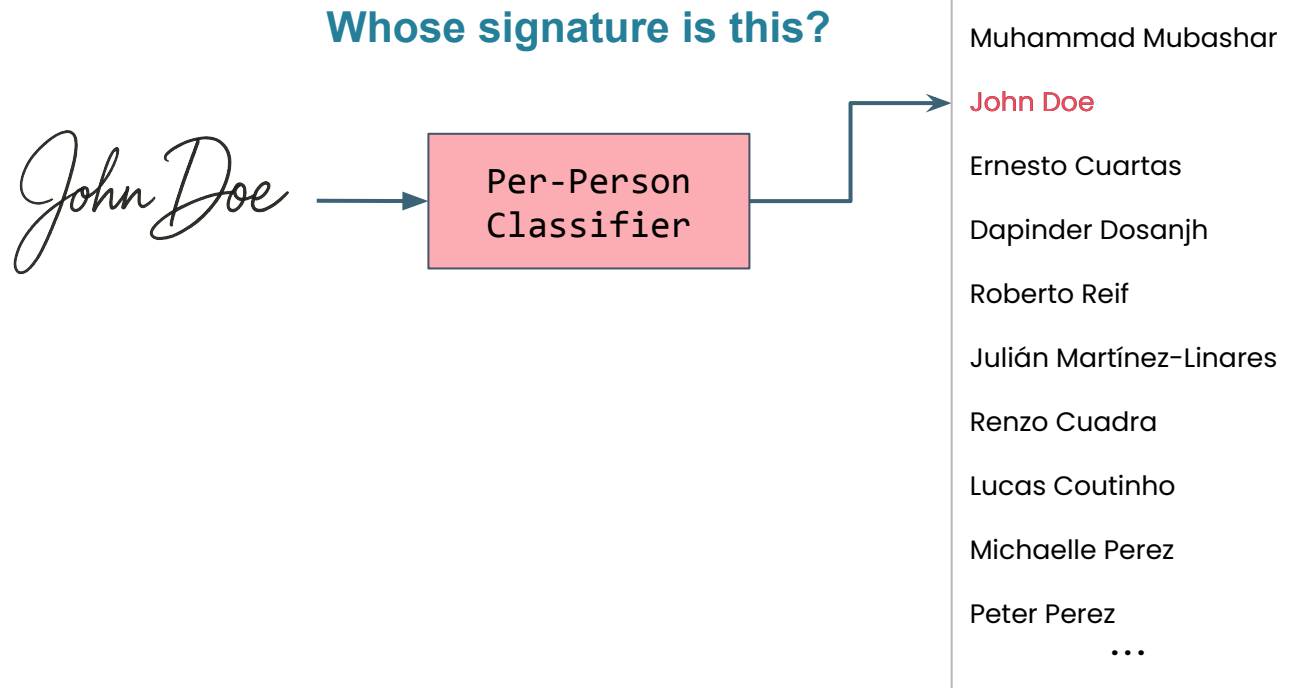 Whose signature is this?
John Doe
Per-Person
Classifier
Muhammad Mubashar
John Doe
Ernesto Cuartas
Dapinder Dosanjh
Roberto Reif
Julián Martínez-Linares
Renzo Cuadra
Lucas Coutinho
Michaelle Perez
Peter Perez
...